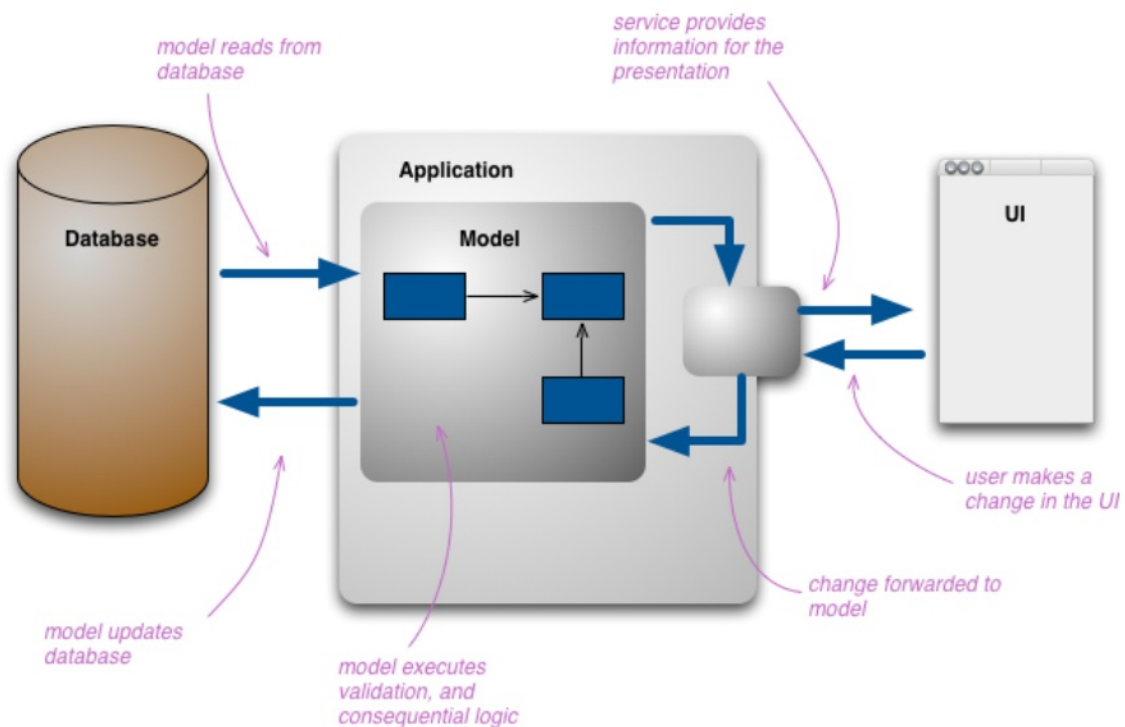 service provides
information for the
presentation
model reads from
database
Application
UI
Database
Model
user makes a
change in the UI
change forwarded to
model
model updates
database
model executes
validation, and
consequential logic